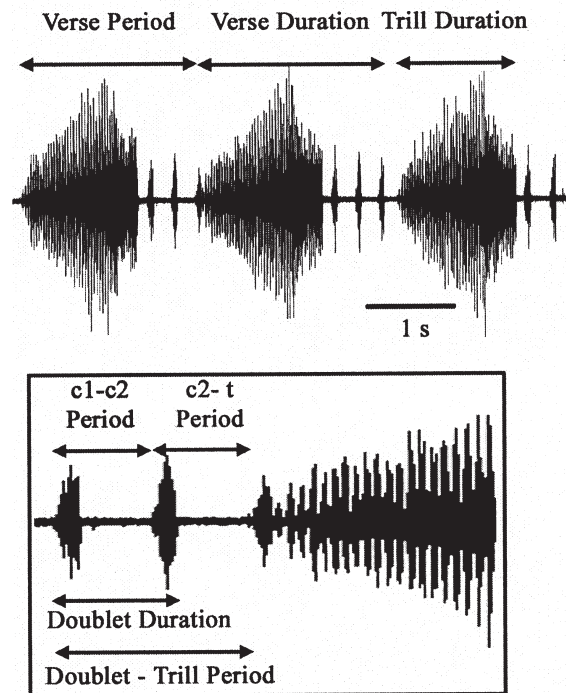 Verse Period Verse Duration Trill Duration
1 s
c1-c2 c2- t
Period Period
Doublet Duration
Doublet - Trill Period